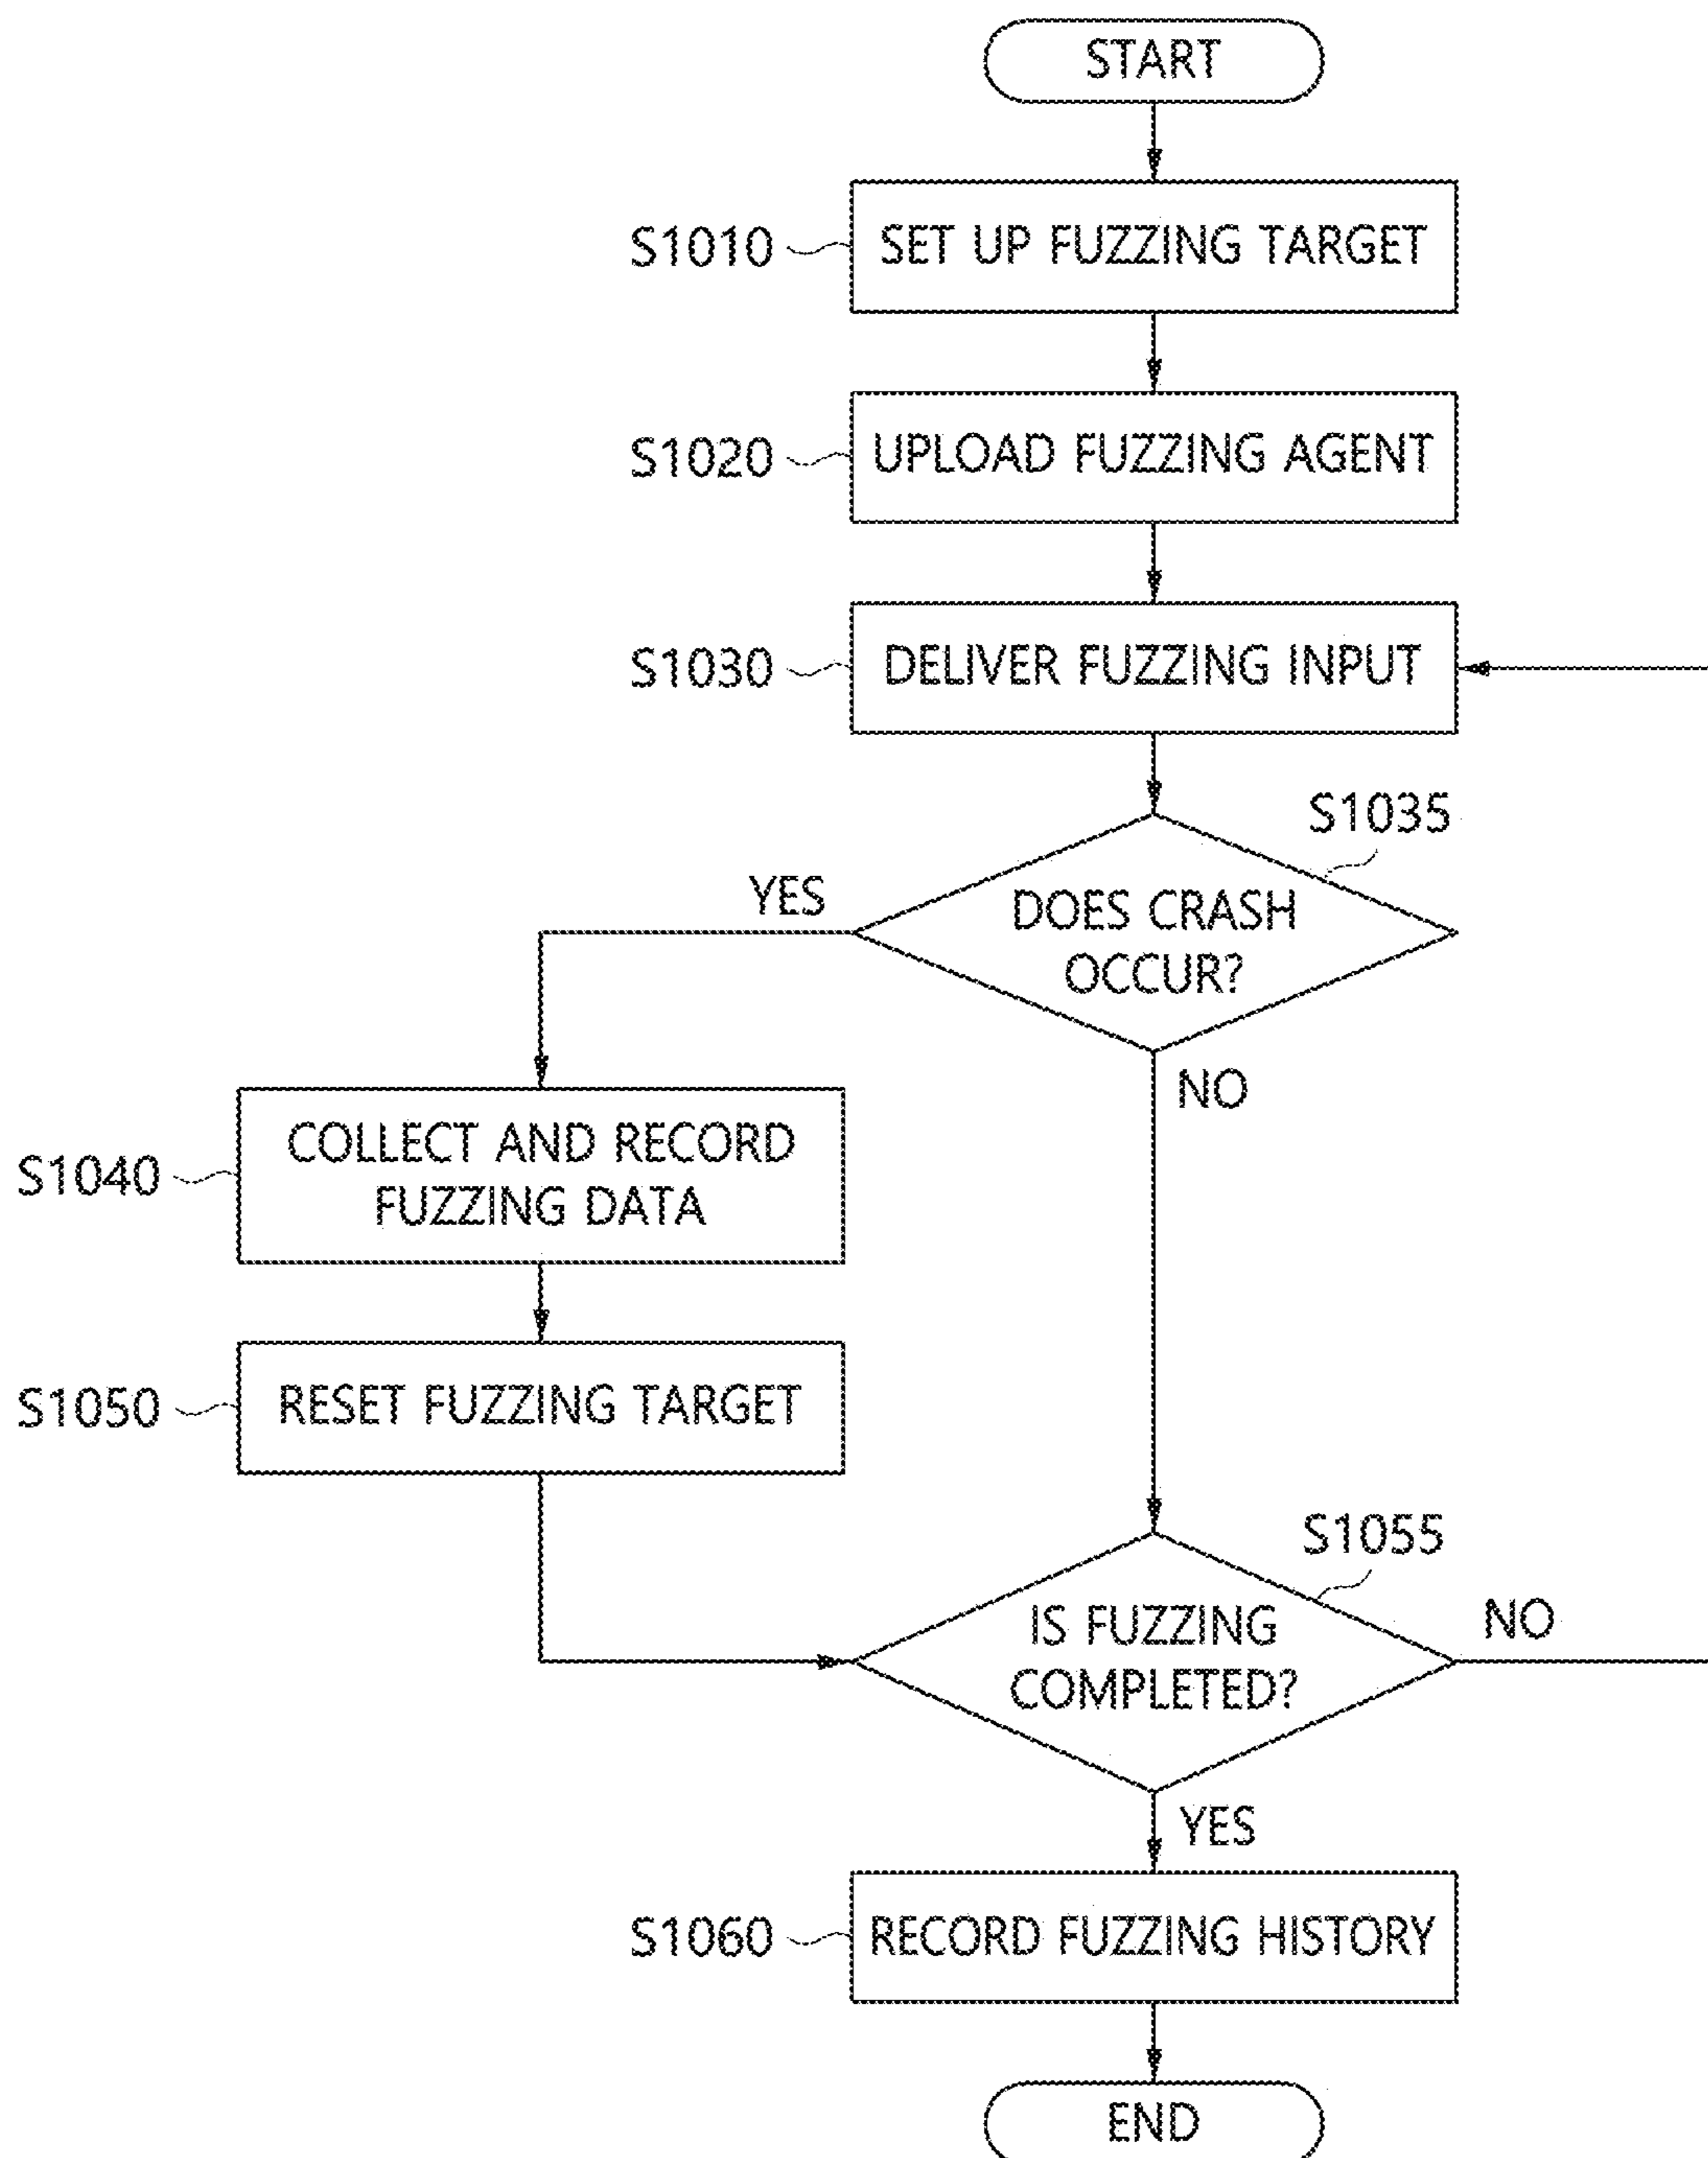 START
S1010
SET UP FUZZING TARGET
S1020
UPLOAD FUZZING AGENT
S1030
DELIVER FUZZING INPUT
S1035
DOES CRASH
OCCUR?
YES
NO
S1040
COLLECT AND RECORD
FUZZING DATA
S1050
RESET FUZZING TARGET
S1055
IS FUZZING
COMPLETED?
NO
YES
S1060
RECORD FUZZING HISTORY
END